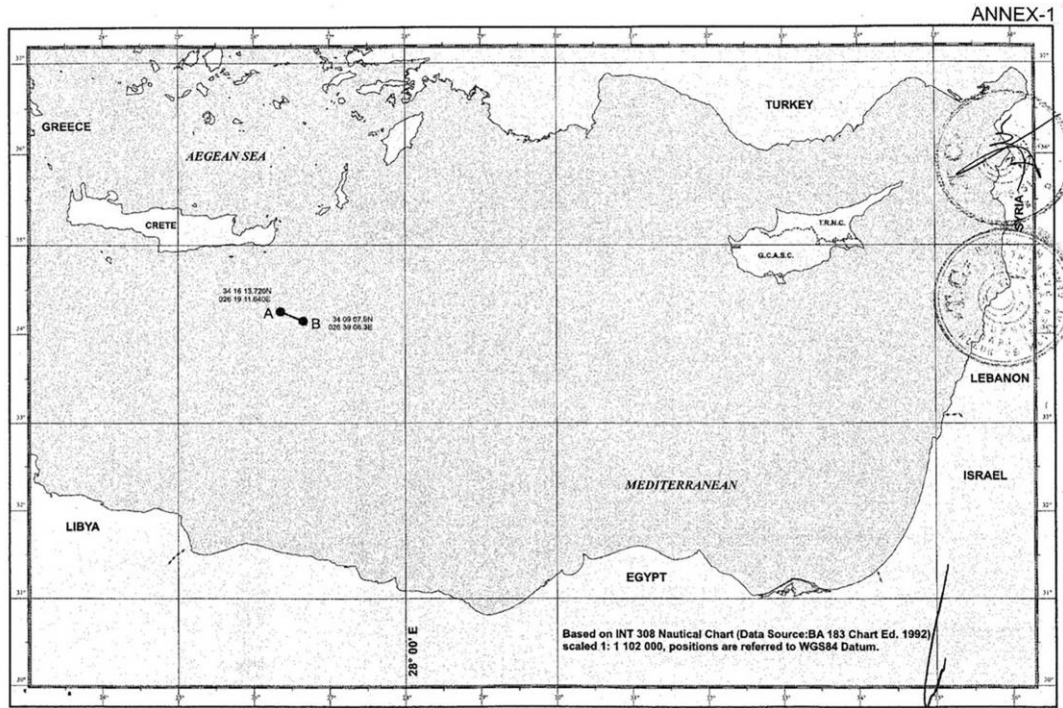 ANNEX-1
TURKEY
GREECE
AEGEAN SEA
SYRIA
CRETE
T.R.N.C.
G.C.A.S.C.
34 16 13.720N
026 19 11.640E
A
B
34 09 07.9N
026 39 06.3E
LEBANON
ISRAEL
MEDITERRANEAN
LIBYA
EGYPT
28° 00' E
Based on INT 308 Nautical Chart (Data Source:BA 183 Chart Ed. 1992)
scaled 1: 1 102 000, positions are referred to WGS84 Datum.
T.C.
T.C.